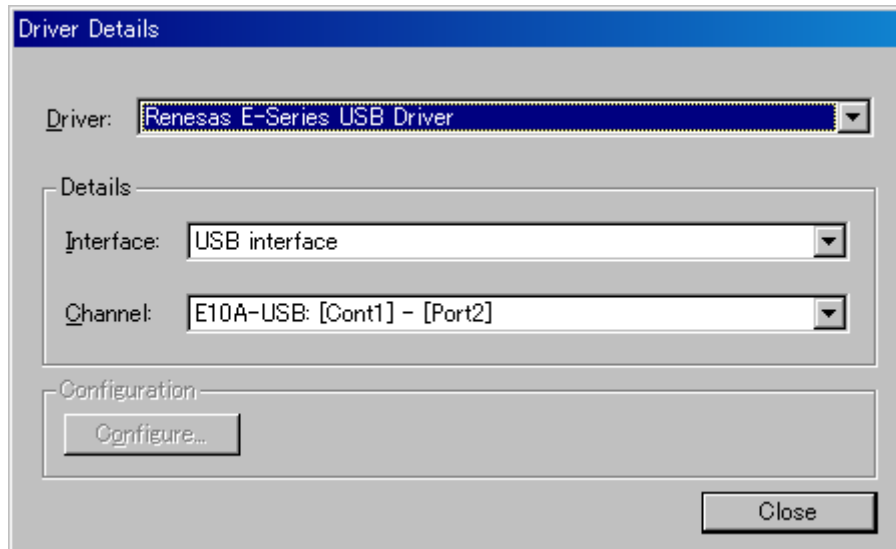 Driver Details
Driver: Renesas E-Series USB Driver
Details
Interface: USB interface
Channel: E10A-USB: [Cont1] - [Port2]
Configuration
Configure...
Close